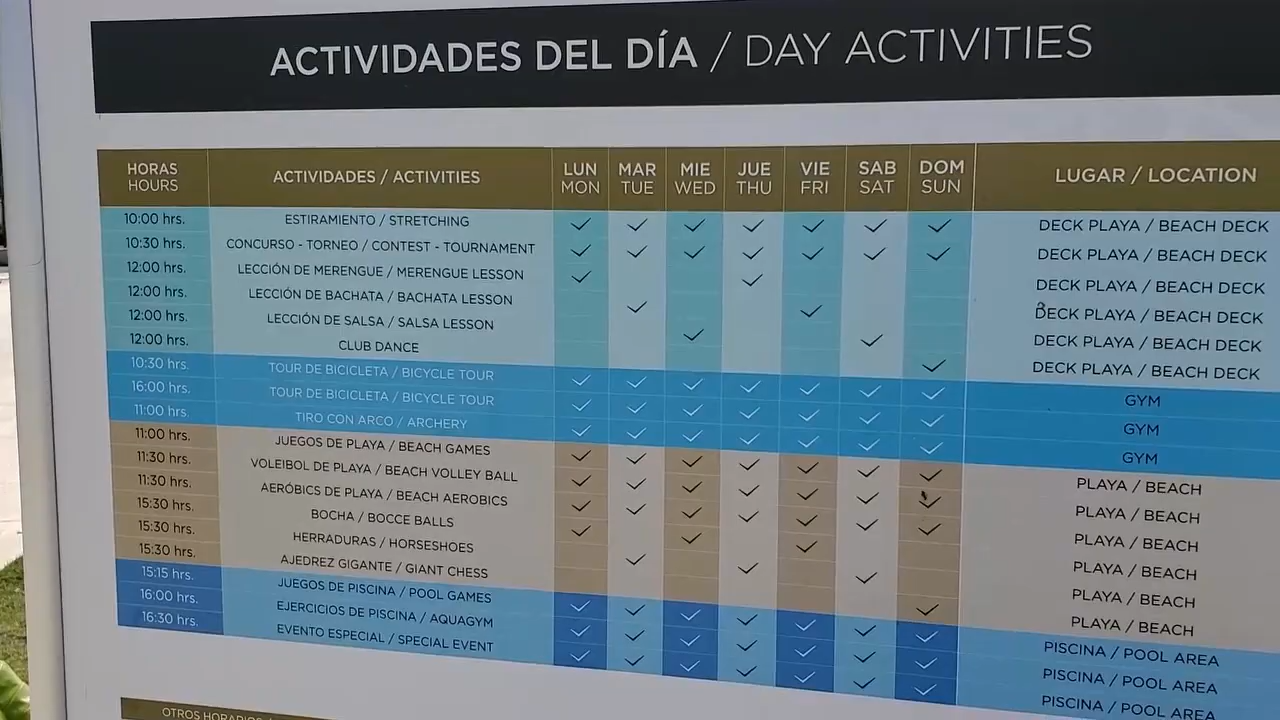 ACTIVIDADES DEL DÍA / DAY ACTIVITIES
HORAS HOURS ACTIVIDADES / ACTIVITIES LUN MON MAR TUE MIE WED JUE THU VIE FRI SAB SAT DOM SUN LUGAR / LOCATION
10:00 hrs. ESTIRAMIENTO / STRETCHING ✓ ✓ ✓ ✓ ✓ ✓ ✓ DECK PLAYA / BEACH DECK
10:30 hrs. CONCURSO - TORNEO / CONTEST - TOURNAMENT ✓ ✓ ✓ ✓ ✓ ✓ ✓ DECK PLAYA / BEACH DECK
12:00 hrs. LECCIÓN DE MERENGUE / MERENGUE LESSON ✓ ✓ DECK PLAYA / BEACH DECK
12:00 hrs. LECCIÓN DE BACHATA / BACHATA LESSON ✓ ✓ DECK PLAYA / BEACH DECK
12:00 hrs. LECCIÓN DE SALSA / SALSA LESSON ✓ ✓ DECK PLAYA / BEACH DECK
12:00 hrs. CLUB DANCE ✓ DECK PLAYA / BEACH DECK
10:30 hrs. TOUR DE BICICLETA / BICYCLE TOUR ✓ ✓ ✓ ✓ ✓ ✓ ✓ GYM
16:00 hrs. TOUR DE BICICLETA / BICYCLE TOUR ✓ ✓ ✓ ✓ ✓ ✓ ✓ GYM
11:00 hrs. TIRO CON ARCO / ARCHERY ✓ ✓ ✓ ✓ ✓ ✓ ✓ GYM
11:00 hrs. JUEGOS DE PLAYA / BEACH GAMES ✓ ✓ ✓ ✓ ✓ ✓ ✓ PLAYA / BEACH
11:30 hrs. VOLEIBOL DE PLAYA / BEACH VOLLEY BALL ✓ ✓ ✓ ✓ ✓ ✓ ✓ PLAYA / BEACH
11:30 hrs. AERÓBICS DE PLAYA / BEACH AEROBICS ✓ ✓ ✓ ✓ ✓ ✓ ✓ PLAYA / BEACH
15:30 hrs. BOCHA / BOCCE BALLS ✓ ✓ ✓ PLAYA / BEACH
15:30 hrs. HERRADURAS / HORSESHOES ✓ ✓ ✓ PLAYA / BEACH
15:30 hrs. AJEDREZ GIGANTE / GIANT CHESS ✓ PLAYA / BEACH
15:15 hrs. JUEGOS DE PISCINA / POOL GAMES ✓ ✓ ✓ ✓ ✓ ✓ ✓ PISCINA / POOL AREA
16:00 hrs. EJERCICIOS DE PISCINA / AQUAGYM ✓ ✓ ✓ ✓ ✓ ✓ ✓ PISCINA / POOL AREA
16:30 hrs. EVENTO ESPECIAL / SPECIAL EVENT ✓ ✓ ✓ ✓ ✓ ✓ ✓ PISCINA / POOL AREA
OTROS HORARIOS